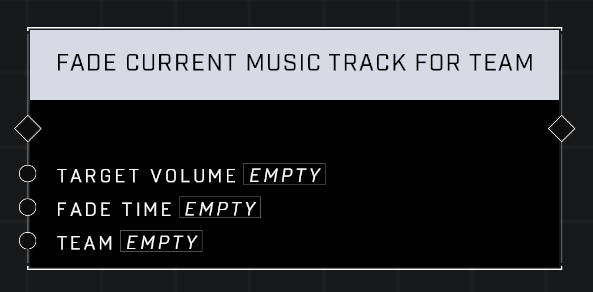 FADE CURRENT MUSIC TRACK FOR TEAM
TARGET VOLUME EMPTY
FADE TIME EMPTY
TEAM EMPTY